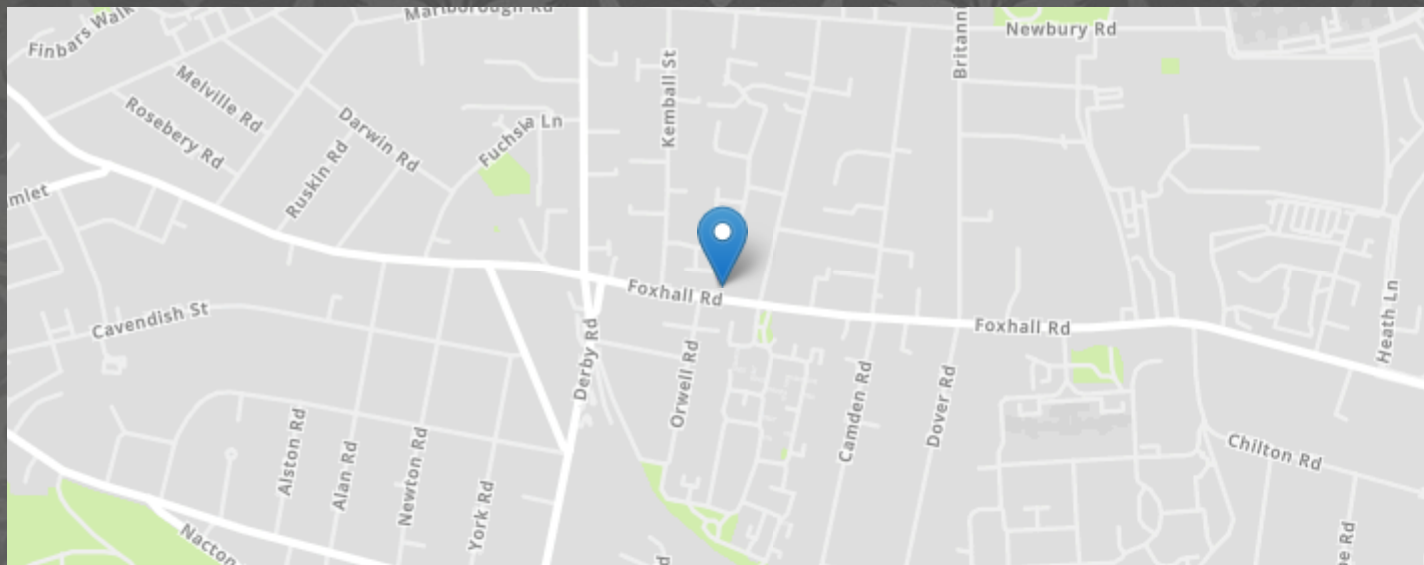 Marlborough Rd
Finbars Walk
Newbury Rd
Melville Rd
Kemball St
Rosebery Rd
Darwin Rd
Fuchsia Ln
Ruskin Rd
Foxhall Rd
Cavendish St
Foxhall Rd
Heath Ln
Derby Rd
Orwell Rd
Camden Rd
Dover Rd
Alston Rd
Alan Rd
Newton Rd
York Rd
Chilton Rd
Nacton